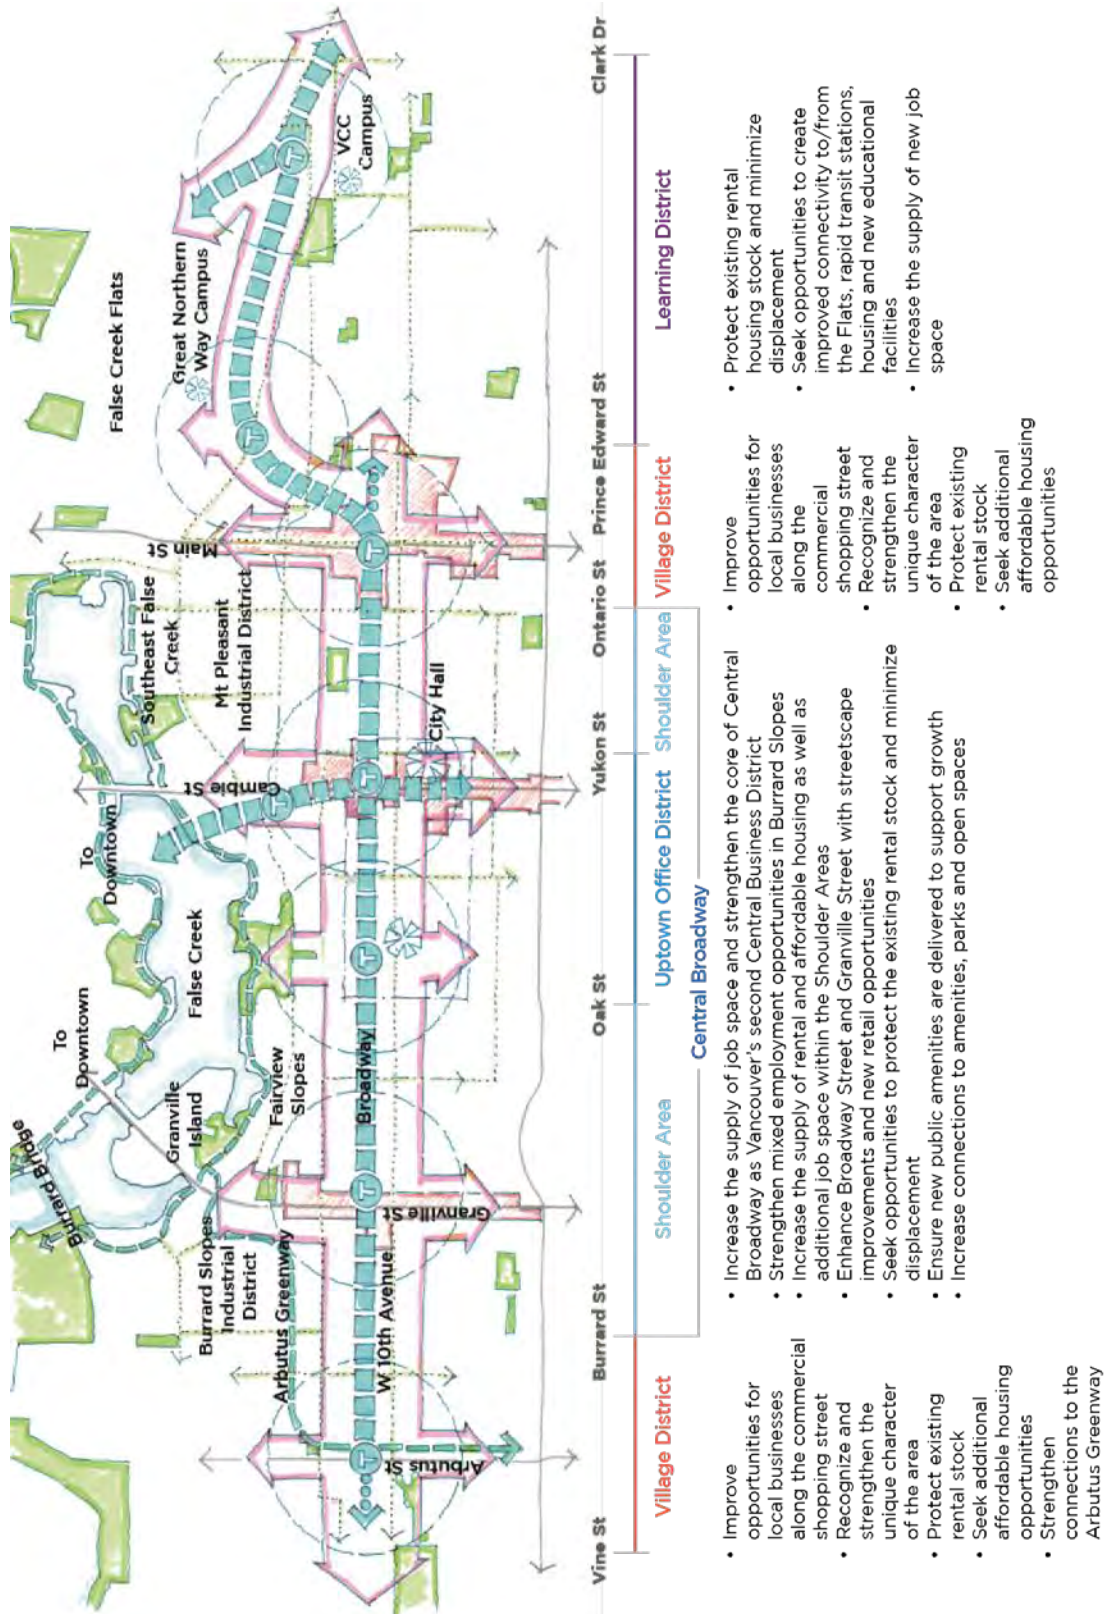 To
Downtown
To
Downtown
Burrard Bridge
False Creek
Granville
Island
Southeast False
Creek
False Creek Flats
Burrard Slopes
Industrial
District
Fairview
Slopes
Mt Pleasant
Industrial District
Great Northern
Way Campus
VCC
Campus
Arbutus Greenway
Cambie St
Main St
Broadway
W 10th Avenue
City Hall
Arbutus St
Granville St
T
T
T
T
T
T
T
T
Vine St
Burrard St
Oak St
Yukon St
Ontario St
Prince Edward St
Clark Dr
Village District
Shoulder Area
Uptown Office District
Shoulder Area
Village District
Learning District
Central Broadway
• Improve
opportunities for
local businesses
along the commercial
shopping street
• Recognize and
strengthen the
unique character
of the area
• Protect existing
rental stock
• Seek additional
affordable housing
opportunities
• Strengthen
connections to the
Arbutus Greenway
• Increase the supply of job space and strengthen the core of Central
Broadway as Vancouver's second Central Business District
• Strengthen mixed employment opportunities in Burrard Slopes
• Increase the supply of rental and affordable housing as well as
additional job space within the Shoulder Areas
• Enhance Broadway Street and Granville Street with streetscape
improvements and new retail opportunities
• Seek opportunities to protect the existing rental stock and minimize
displacement
• Ensure new public amenities are delivered to support growth
• Increase connections to amenities, parks and open spaces
• Improve
opportunities for
local businesses
along the
commercial
shopping street
• Recognize and
strengthen the
unique character
of the area
• Protect existing
rental stock
• Seek additional
affordable housing
opportunities
• Protect existing rental
housing stock and minimize
displacement
• Seek opportunities to create
improved connectivity to/from
the Flats, rapid transit stations,
housing and new educational
facilities
• Increase the supply of new job
space